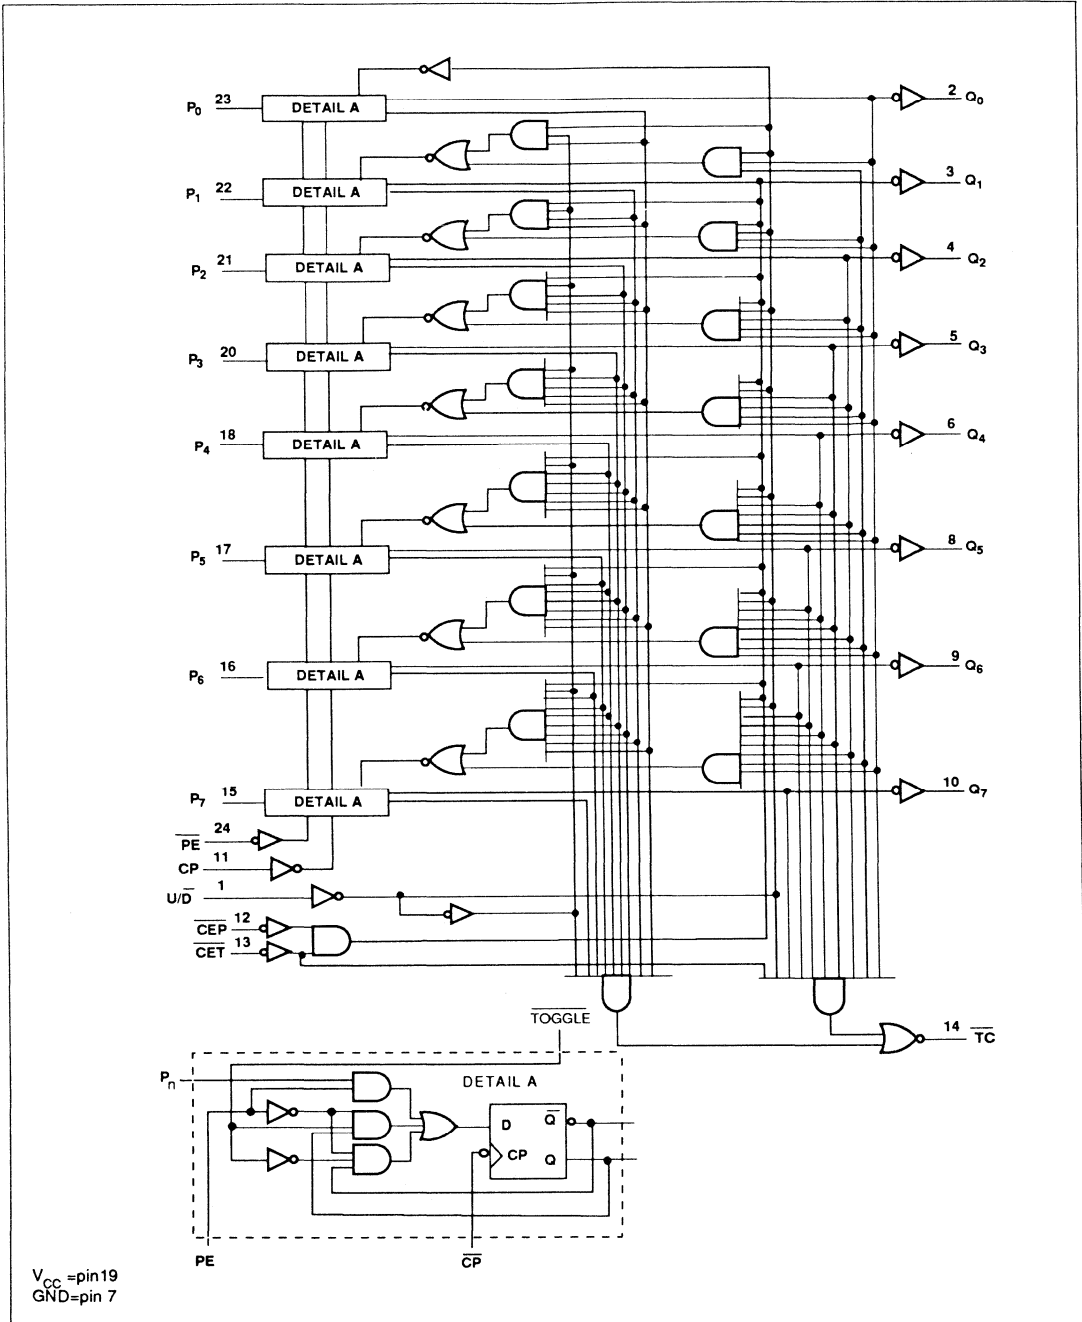 P0 23 DETAIL A 2 Q0
P1 22 DETAIL A 3 Q1
P2 21 DETAIL A 4 Q2
P3 20 DETAIL A 5 Q3
P4 18 DETAIL A 6 Q4
P5 17 DETAIL A 8 Q5
P6 16 DETAIL A 9 Q6
P7 15 DETAIL A 10 Q7
PE 24
CP 11
U/D 1
CEP 12
CET 13
14 TC
TOGGLE
Pn DETAIL A
D Q
CP Q
PE CP
VCC =pin19
GND=pin 7